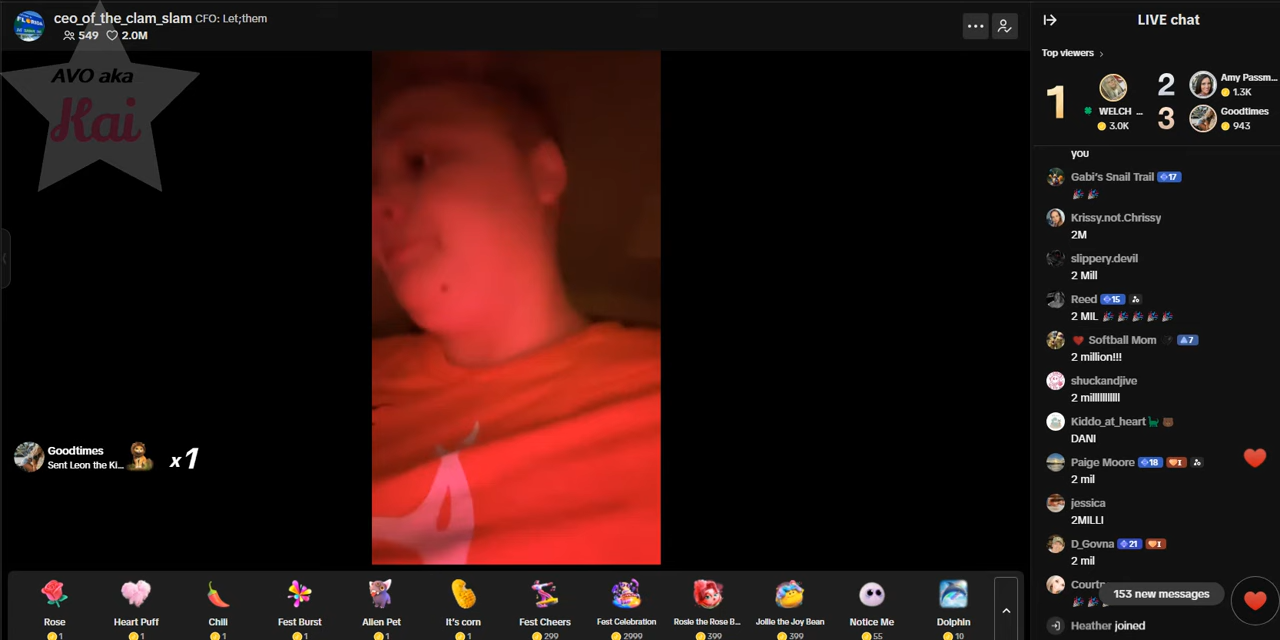 ceo_of_the_clam_slam CFO: Let;them
549 2.0M
AVO aka
Kai
Goodtimes
Sent Leon the Ki...
x1
LIVE chat
Top viewers
1
WELCH ...
3.0K
2
Amy Passm...
1.3K
3
Goodtimes
943
you
Gabi's Snail Trail 17
Krissy.not.Chrissy
2M
slippery.devil
2 Mill
Reed 15
2 MIL
Softball Mom 7
2 million!!!
shuckandjive
2 millllllllllll
Kiddo_at_heart
DANI
Paige Moore 18 I
2 mil
jessica
2MILLI
D_Govna 21 I
2 mil
Courtn
153 new messages
Heather joined
Rose
1
Heart Puff
1
Chili
1
Fest Burst
1
Alien Pet
1
It's corn
1
Fest Cheers
299
Fest Celebration
2999
Rosie the Rose B...
399
Jollie the Joy Bean
399
Notice Me
55
Dolphin
10